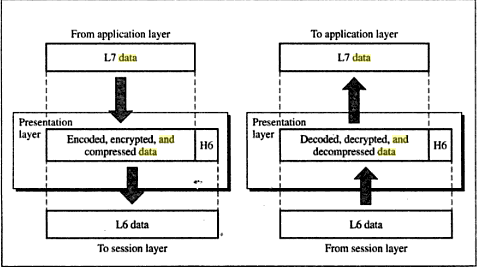 From application layer
L7 data
Presentation
layer
Encoded, encrypted, and
compressed data
H6
L6 data
To session layer
To application layer
L7 data
Presentation
layer
Decoded, decrypted, and
decompressed data
H6
L6 data
From session layer